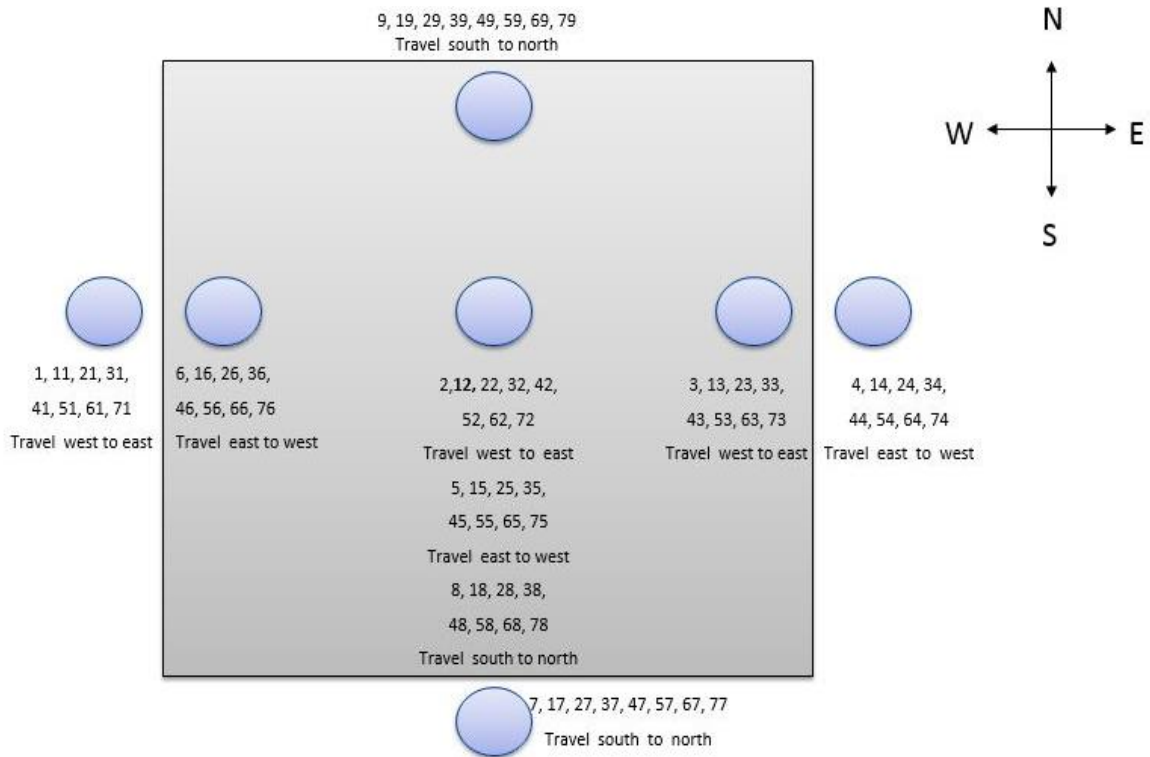 9, 19, 29, 39, 49, 59, 69, 79
Travel south to north
N
W
E
S
1, 11, 21, 31,
41, 51, 61, 71
Travel west to east
6, 16, 26, 36,
46, 56, 66, 76
Travel east to west
2,12, 22, 32, 42,
52, 62, 72
Travel west to east
5, 15, 25, 35,
45, 55, 65, 75
Travel east to west
8, 18, 28, 38,
48, 58, 68, 78
Travel south to north
3, 13, 23, 33,
43, 53, 63, 73
Travel west to east
4, 14, 24, 34,
44, 54, 64, 74
Travel east to west
7, 17, 27, 37, 47, 57, 67, 77
Travel south to north